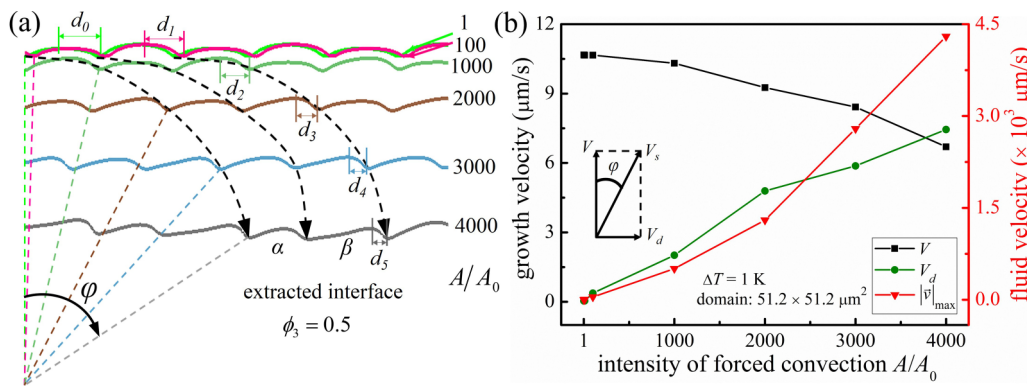 (a)
d0
d1
1
100
1000
d2
2000
d3
3000
d4
4000
α
β
d5
A/A0
φ
extracted interface
ϕ3 = 0.5
(b)
12
9
6
3
0
growth velocity (μm/s)
4.5
3.0
1.5
0.0
fluid velocity (× 10³ μm/s)
V
Vs
φ
Vd
ΔT = 1 K
domain: 51.2 × 51.2 μm²
V
Vd
|v⃗|max
1
1000
2000
3000
4000
intensity of forced convection A/A0